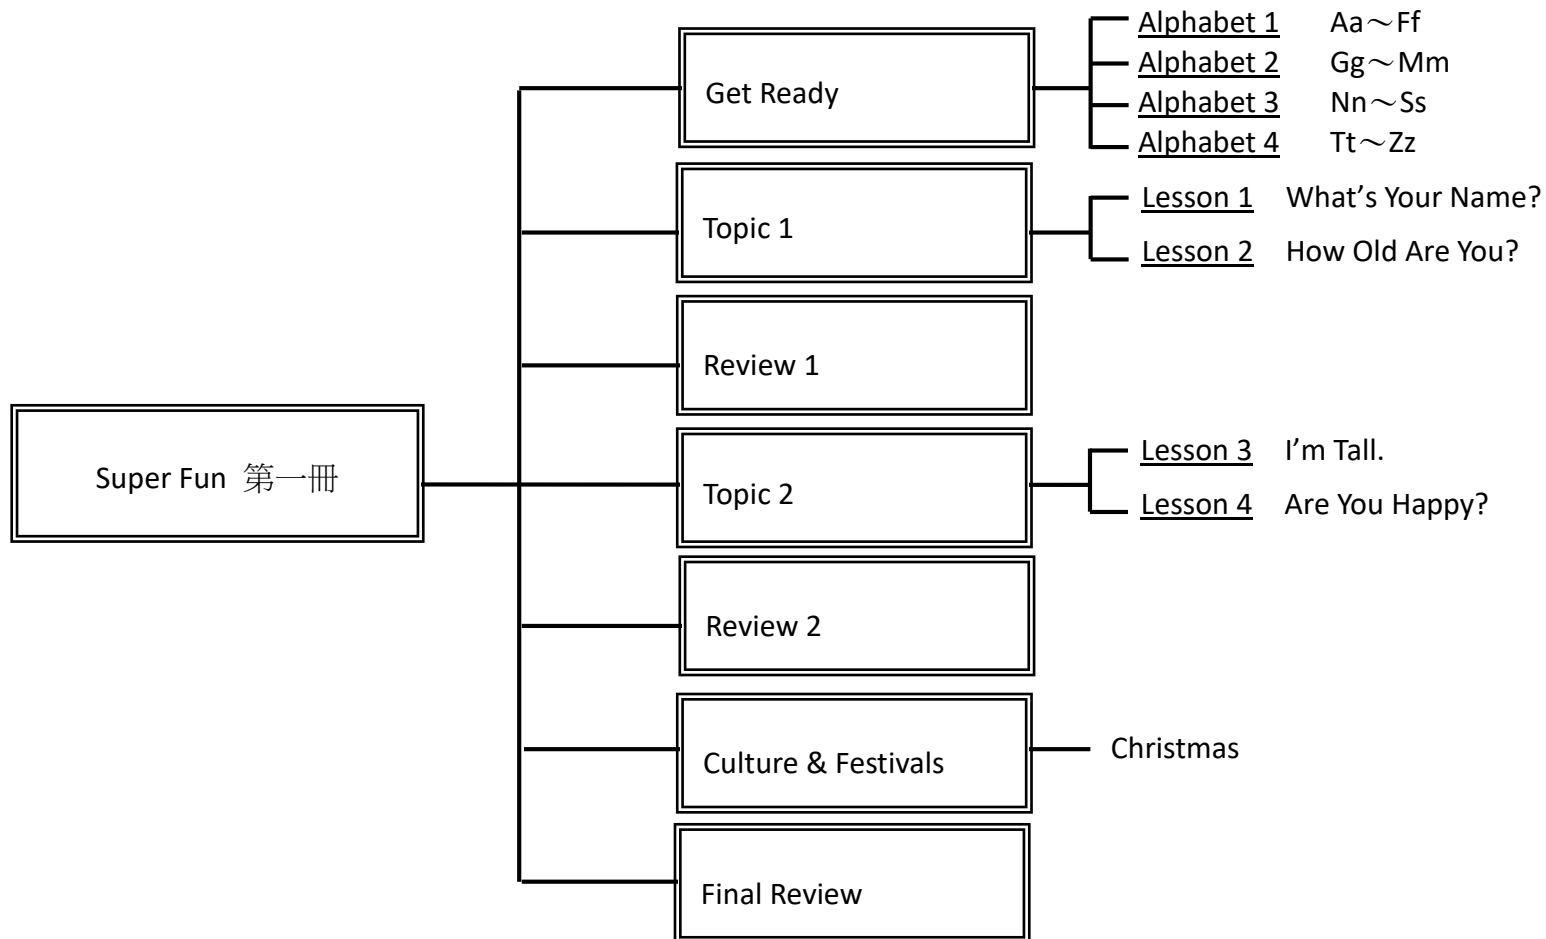 Super Fun 第一冊
Get Ready
Alphabet 1 Aa～Ff
Alphabet 2 Gg～Mm
Alphabet 3 Nn～Ss
Alphabet 4 Tt～Zz
Topic 1
Lesson 1 What’s Your Name?
Lesson 2 How Old Are You?
Review 1
Topic 2
Lesson 3 I’m Tall.
Lesson 4 Are You Happy?
Review 2
Culture & Festivals
Christmas
Final Review